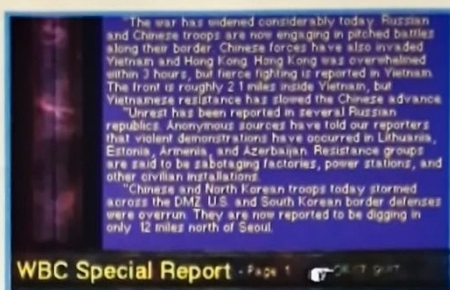 "The war has widened considerably today. Russian
and Chinese troops are now engaging in pitched battles
along their border. Chinese forces have also invaded
Vietnam and Hong Kong. Hong Kong was overwhelmed
within 3 hours, but fierce fighting is reported in Vietnam.
The front is roughly 21 miles inside Vietnam, but
Vietnamese resistance has slowed the Chinese advance.
"Unrest has been reported in several Russian
republics. Anonymous sources have told our reporters
that violent demonstrations have occurred in Lithuania,
Estonia, Armenia, and Azerbaijan. Resistance groups
are said to be sabotaging factories, power stations, and
other civilian installations.
"Chinese and North Korean troops today stormed
across the DMZ. U.S. and South Korean border defenses
were overrun. They are now reported to be digging in
only 12 miles north of Seoul.
WBC Special Report - Page 1